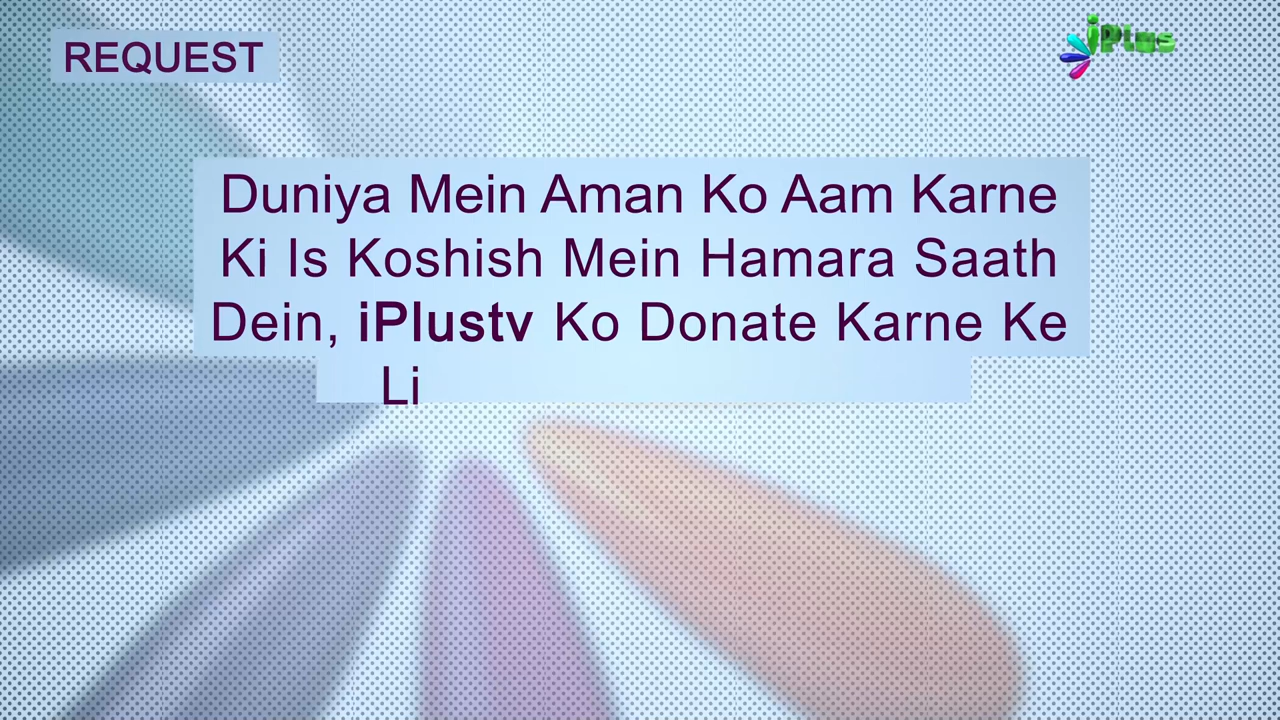 REQUEST
iPlus
Duniya Mein Aman Ko Aam Karne
Ki Is Koshish Mein Hamara Saath
Dein, iPlustv Ko Donate Karne Ke
Li